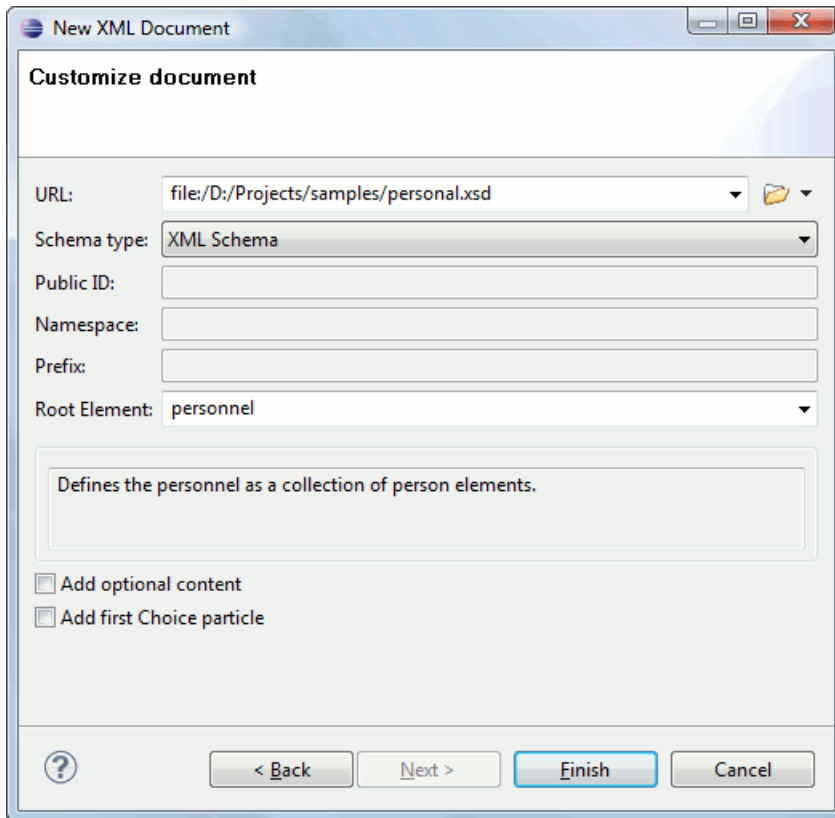 New XML Document
Customize document
URL: file:/D:/Projects/samples/personal.xsd
Schema type: XML Schema
Public ID:
Namespace:
Prefix:
Root Element: personnel
Defines the personnel as a collection of person elements.
Add optional content
Add first Choice particle
? < Back Next > Finish Cancel